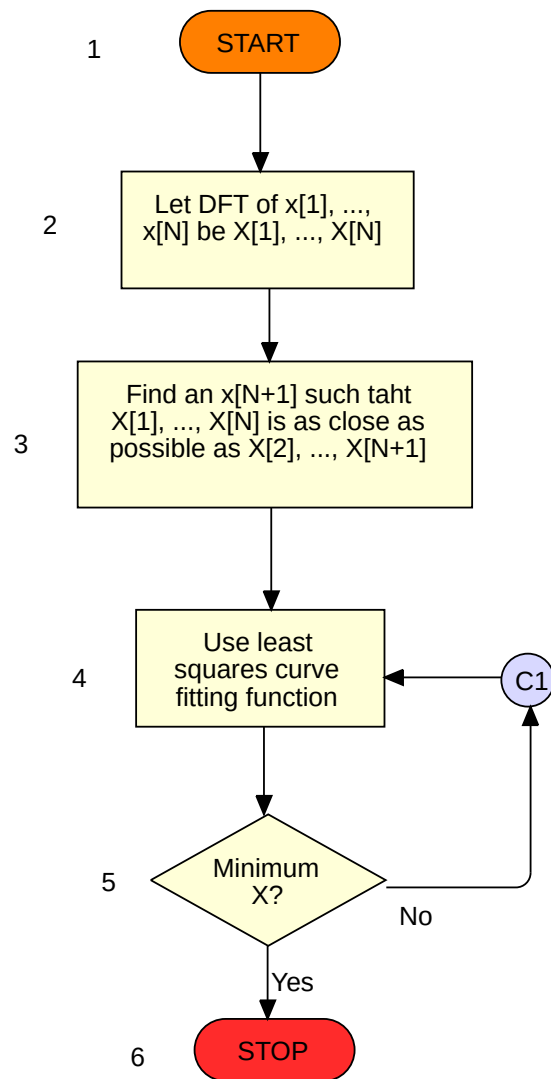 1
START
2
Let DFT of x[1], ...,
x[N] be X[1], ..., X[N]
3
Find an x[N+1] such taht
X[1], ..., X[N] is as close as
possible as X[2], ..., X[N+1]
4
Use least
squares curve
fitting function
C1
5
Minimum
X?
No
Yes
6
STOP